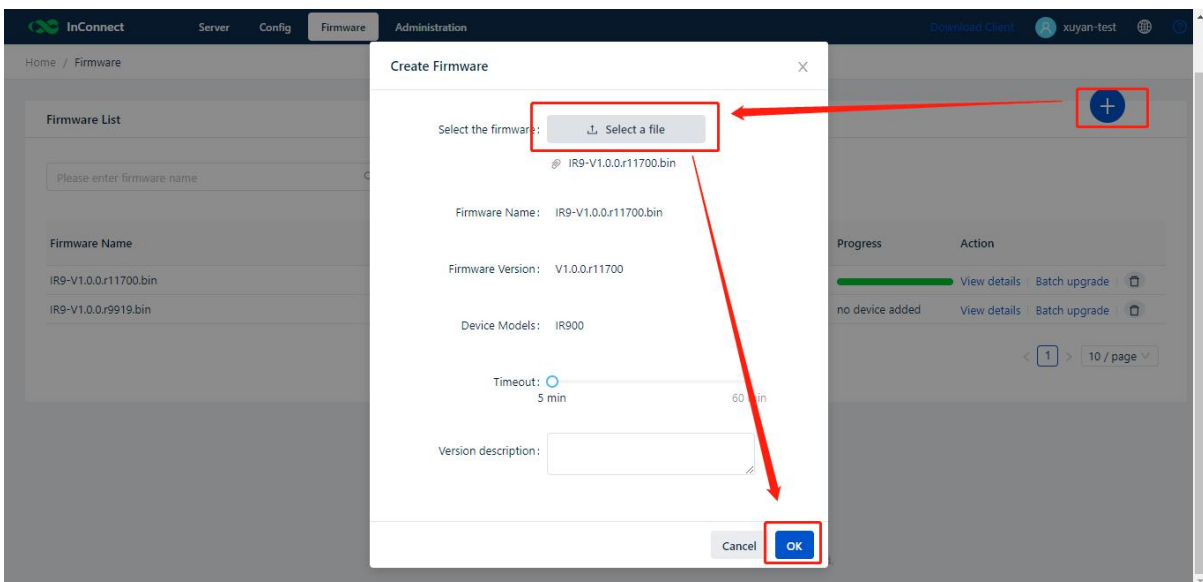 InConnect Server Config Firmware Administration Download Client xuyan-test
Home / Firmware
Create Firmware
Firmware List
Select the firmware: Select a file
IR9-V1.0.0.r11700.bin
Please enter firmware name
Firmware Name: IR9-V1.0.0.r11700.bin
Firmware Name Progress Action
Firmware Version: V1.0.0.r11700
IR9-V1.0.0.r11700.bin View details Batch upgrade
IR9-V1.0.0.r9919.bin no device added View details Batch upgrade
Device Models: IR900
< 1 > 10 / page
Timeout:
5 min 60 min
Version description:
Cancel OK